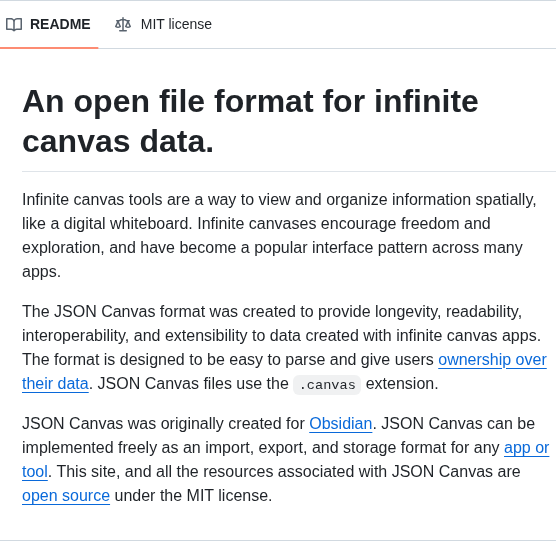 README MIT license
An open file format for infinite
canvas data.
Infinite canvas tools are a way to view and organize information spatially,
like a digital whiteboard. Infinite canvases encourage freedom and
exploration, and have become a popular interface pattern across many
apps.
The JSON Canvas format was created to provide longevity, readability,
interoperability, and extensibility to data created with infinite canvas apps.
The format is designed to be easy to parse and give users ownership over
their data. JSON Canvas files use the .canvas extension.
JSON Canvas was originally created for Obsidian. JSON Canvas can be
implemented freely as an import, export, and storage format for any app or
tool. This site, and all the resources associated with JSON Canvas are
open source under the MIT license.